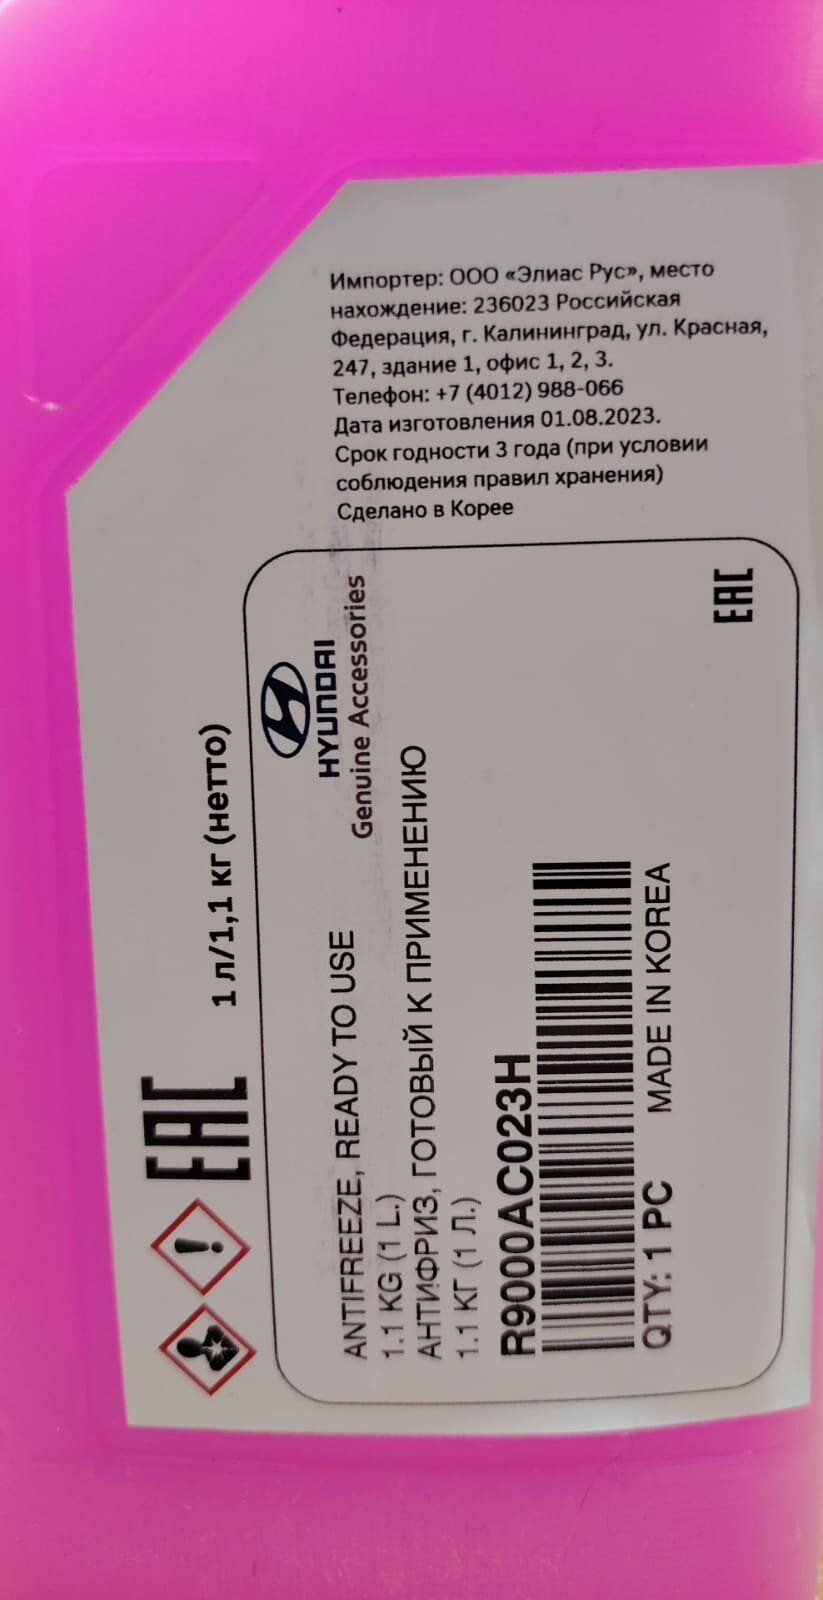 Импортер: ООО «Элиас Рус», место
нахождение: 236023 Российская
Федерация, г. Калининград, ул. Красная,
247, здание 1, офис 1, 2, 3.
Телефон: +7 (4012) 988-066
Дата изготовления 01.08.2023.
Срок годности 3 года (при условии
соблюдения правил хранения)
Сделано в Корее
EAC
1 л/1,1 кг (нетто)
HYUNDAI
Genuine Accessories
ANTIFREEZE, READY TO USE
1.1 KG (1 L.)
АНТИФРИЗ, ГОТОВЫЙ К ПРИМЕНЕНИЮ
1.1 КГ (1 Л.)
R9000AC023H
QTY: 1 PC MADE IN KOREA
EAC